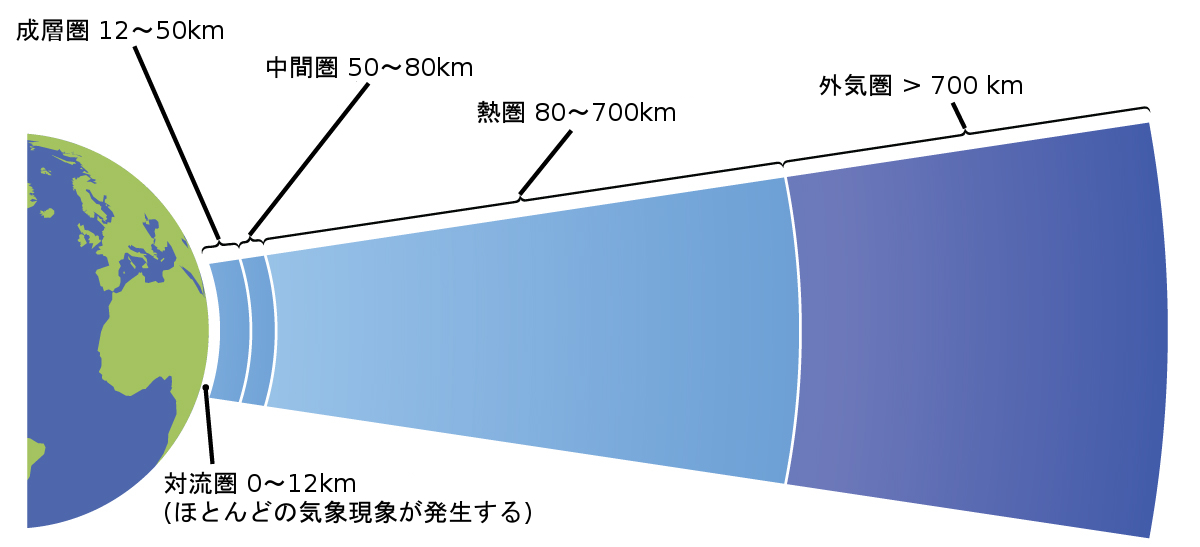 成層圏 12〜50km
中間圏 50〜80km
熱圏 80〜700km
外気圏 > 700 km
対流圏 0〜12km
(ほとんどの気象現象が発生する)